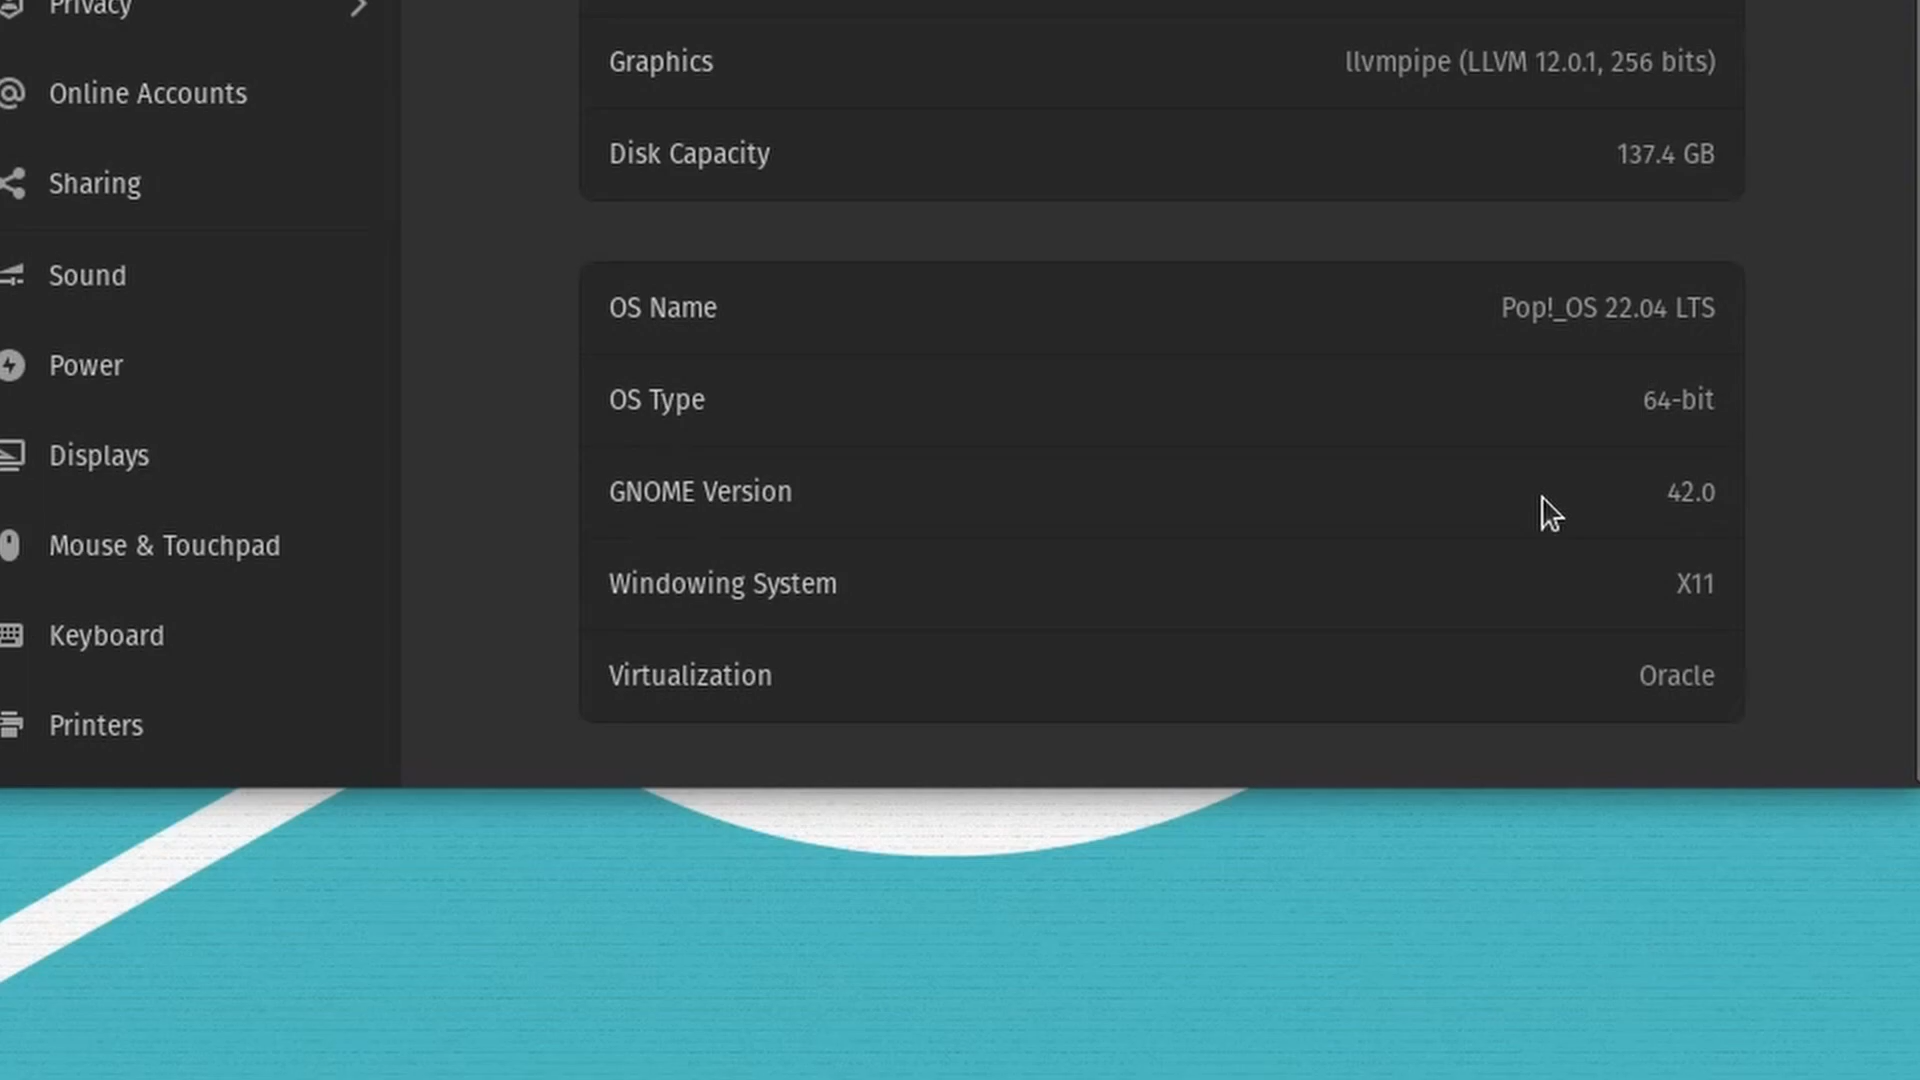 Privacy
Online Accounts
Sharing
Sound
Power
Displays
Mouse & Touchpad
Keyboard
Printers
Graphics llvmpipe (LLVM 12.0.1, 256 bits)
Disk Capacity 137.4 GB
OS Name Pop!_OS 22.04 LTS
OS Type 64-bit
GNOME Version 42.0
Windowing System X11
Virtualization Oracle